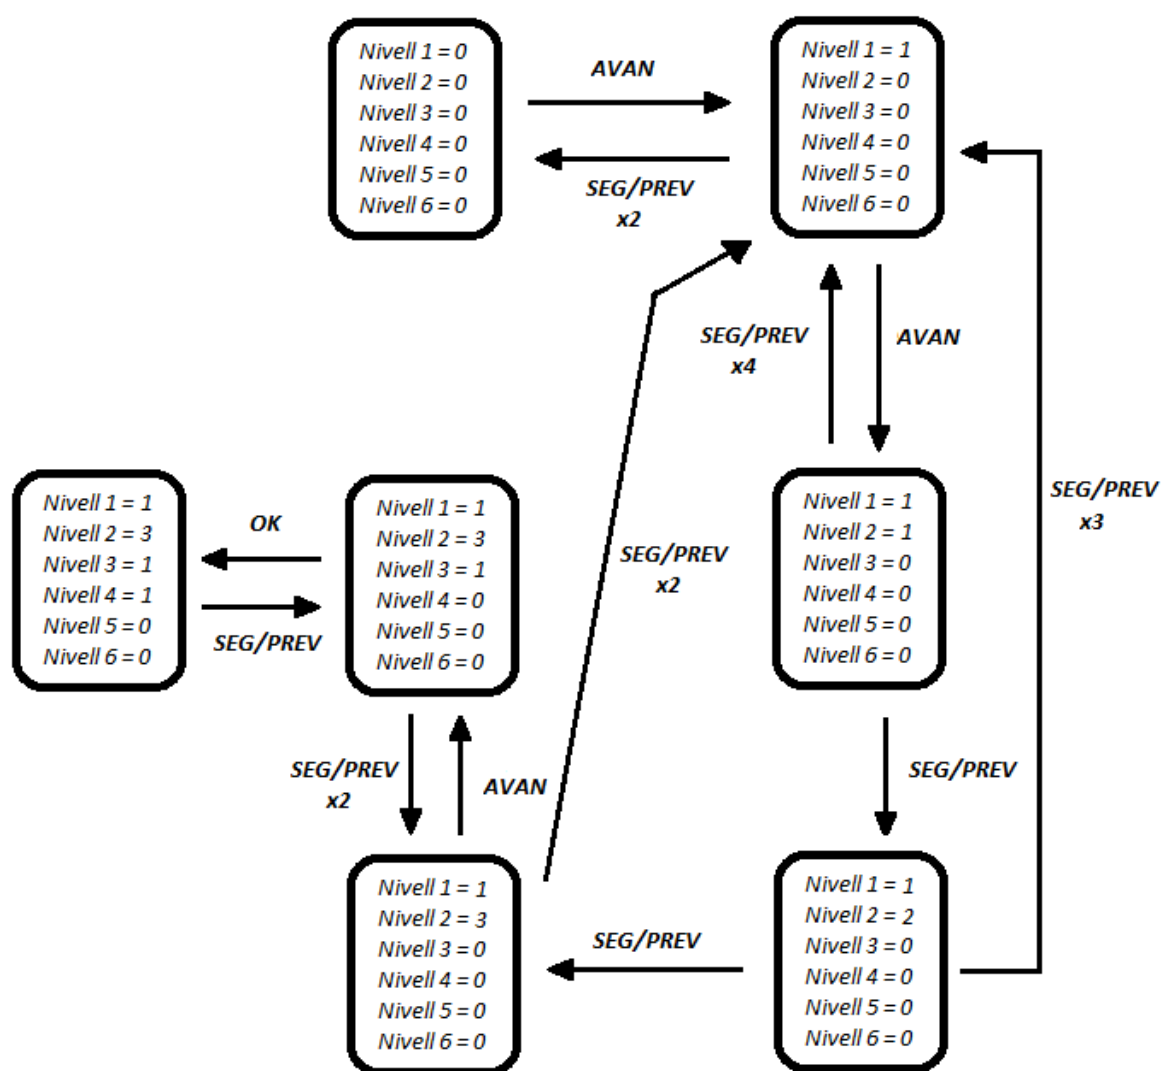 Nivell 1 = 0
Nivell 2 = 0
Nivell 3 = 0
Nivell 4 = 0
Nivell 5 = 0
Nivell 6 = 0
AVAN
SEG/PREV
x2
Nivell 1 = 1
Nivell 2 = 0
Nivell 3 = 0
Nivell 4 = 0
Nivell 5 = 0
Nivell 6 = 0
SEG/PREV
x4
AVAN
Nivell 1 = 1
Nivell 2 = 3
Nivell 3 = 1
Nivell 4 = 1
Nivell 5 = 0
Nivell 6 = 0
OK
SEG/PREV
Nivell 1 = 1
Nivell 2 = 3
Nivell 3 = 1
Nivell 4 = 0
Nivell 5 = 0
Nivell 6 = 0
SEG/PREV
x2
Nivell 1 = 1
Nivell 2 = 1
Nivell 3 = 0
Nivell 4 = 0
Nivell 5 = 0
Nivell 6 = 0
SEG/PREV
x3
SEG/PREV
x2
AVAN
SEG/PREV
Nivell 1 = 1
Nivell 2 = 3
Nivell 3 = 0
Nivell 4 = 0
Nivell 5 = 0
Nivell 6 = 0
SEG/PREV
Nivell 1 = 1
Nivell 2 = 2
Nivell 3 = 0
Nivell 4 = 0
Nivell 5 = 0
Nivell 6 = 0